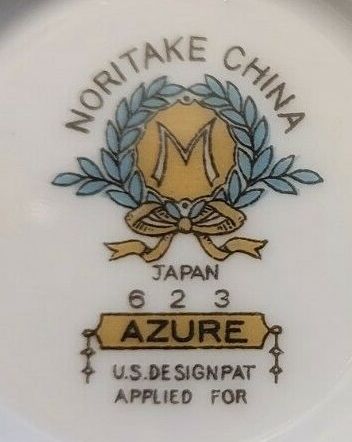 NORITAKE CHINA
M
JAPAN
6 2 3
AZURE
U.S.DESIGNPAT
APPLIED FOR